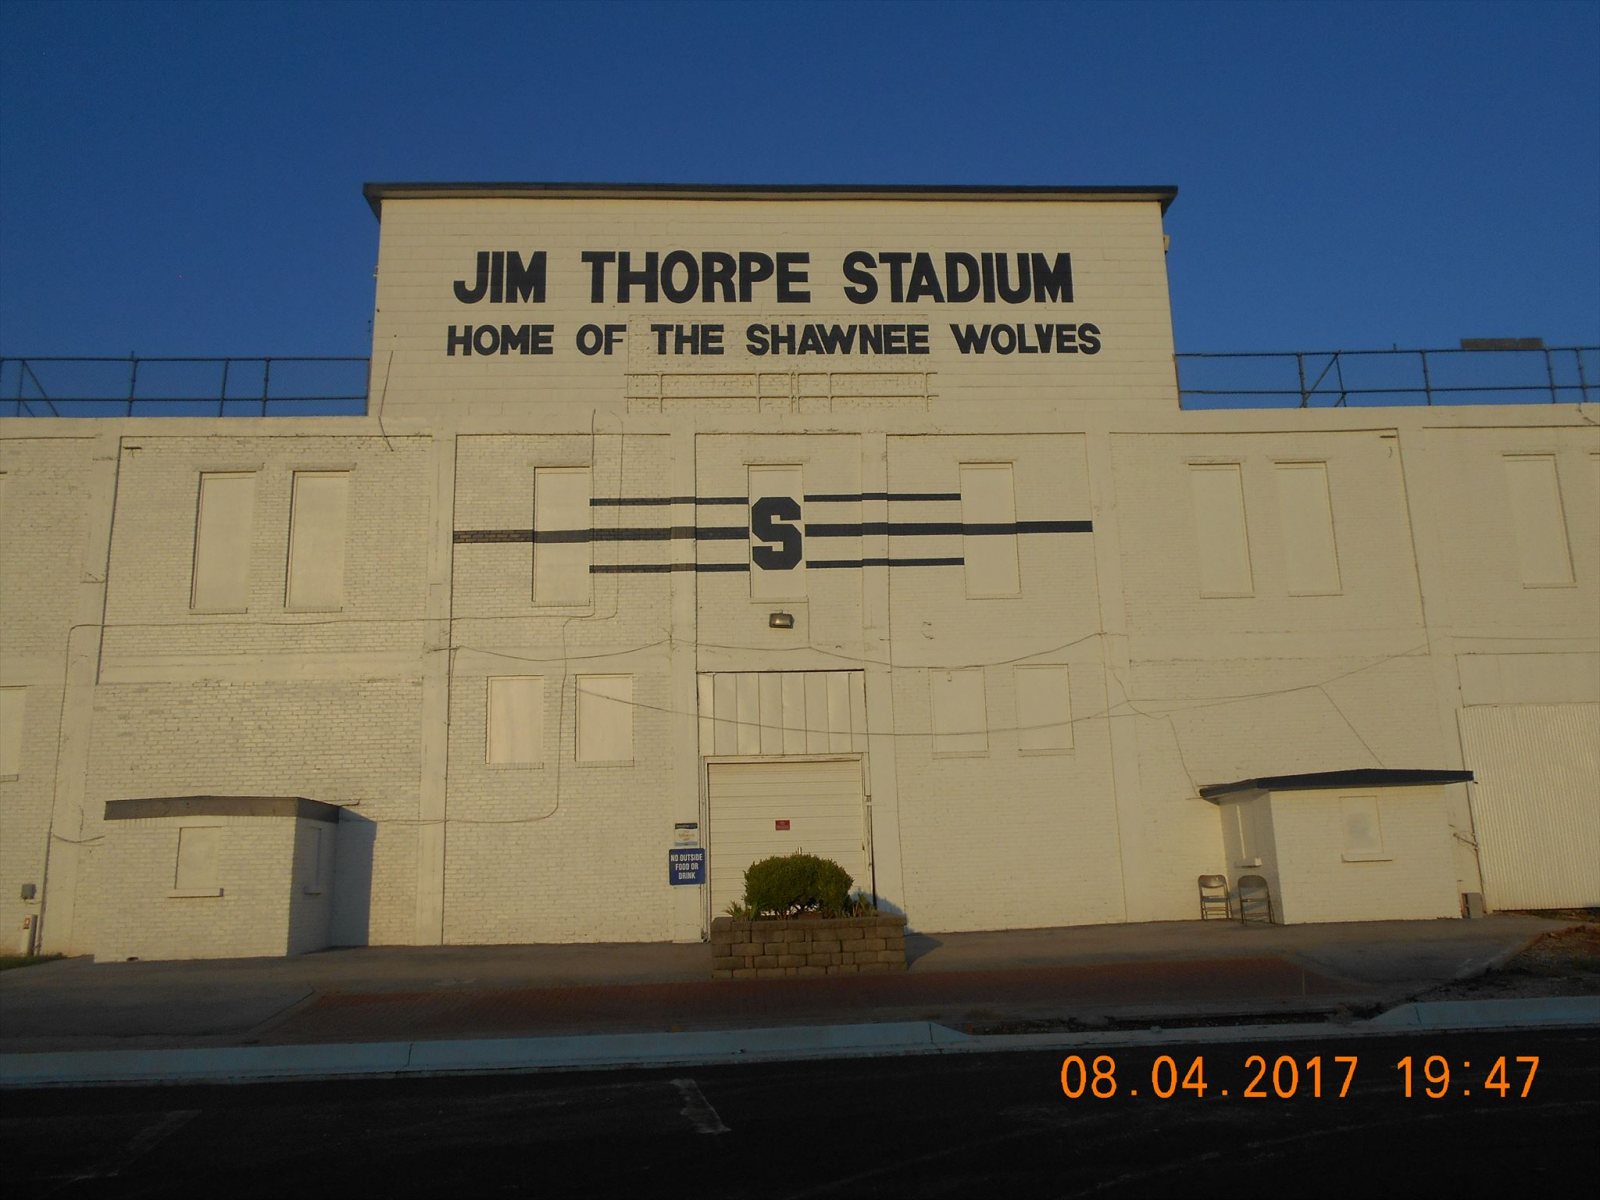 JIM THORPE STADIUM
HOME OF THE SHAWNEE WOLVES
S
NO OUTSIDE
FOOD OR
DRINK
08.04.2017 19:47